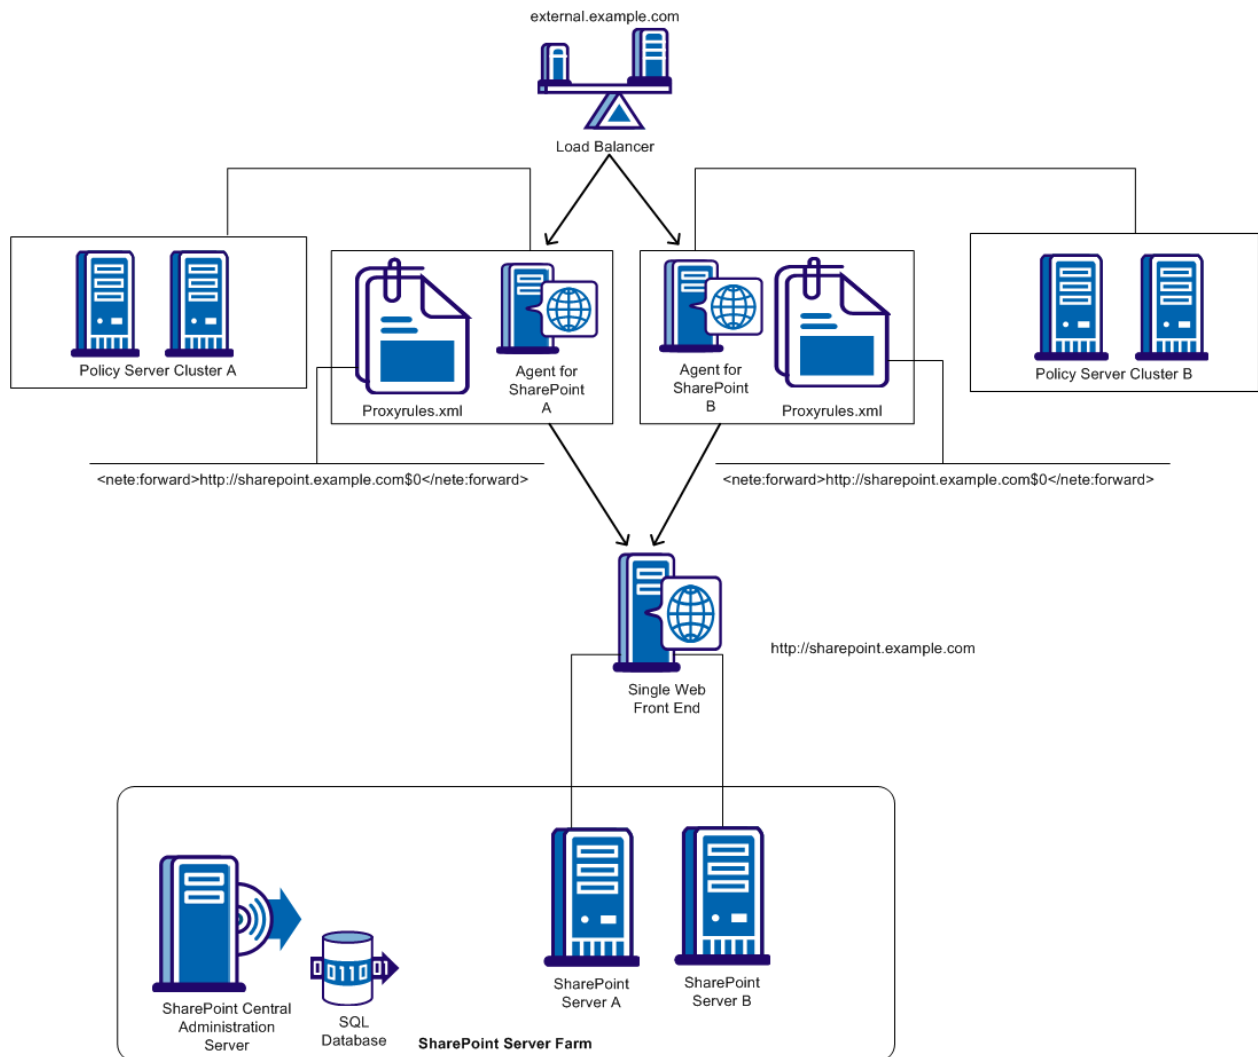 external.example.com
Load Balancer
Policy Server Cluster A
Proxyrules.xml
Agent for
SharePoint
A
Agent for
SharePoint
B
Proxyrules.xml
Policy Server Cluster B
<nete:forward>http://sharepoint.example.com$0</nete:forward>
<nete:forward>http://sharepoint.example.com$0</nete:forward>
http://sharepoint.example.com
Single Web
Front End
SharePoint Central
Administration
Server
0110 01
SQL
Database
SharePoint
Server A
SharePoint
Server B
SharePoint Server Farm